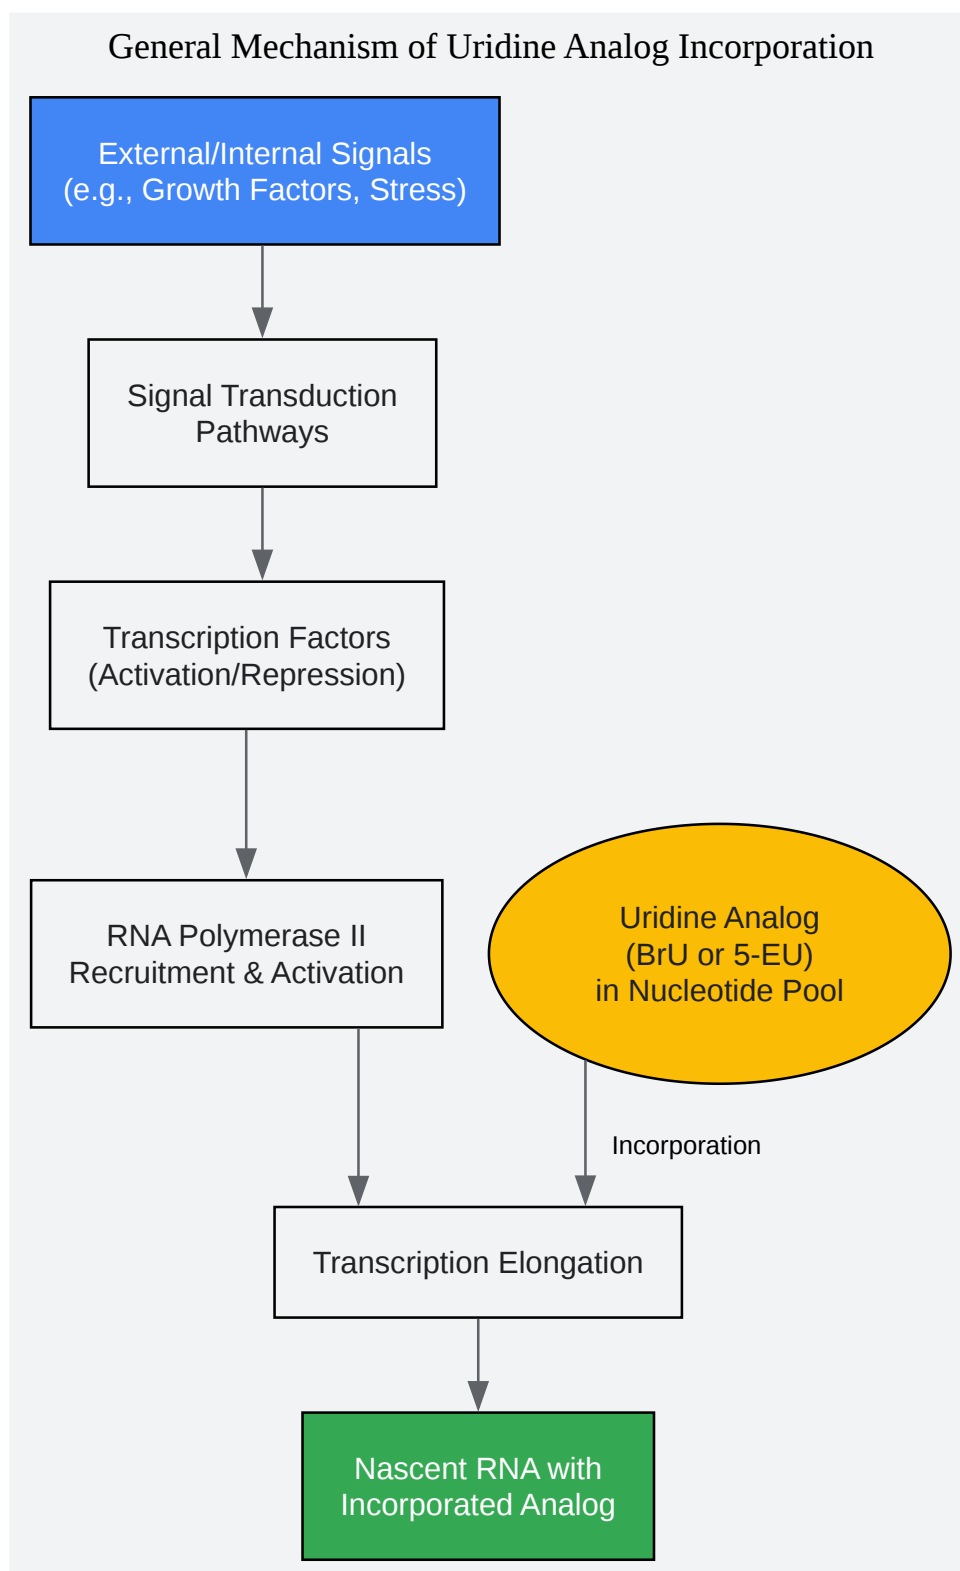 General Mechanism of Uridine Analog Incorporation
External/Internal Signals
(e.g., Growth Factors, Stress)
Signal Transduction
Pathways
Transcription Factors
(Activation/Repression)
RNA Polymerase II
Recruitment & Activation
Uridine Analog
(BrU or 5-EU)
in Nucleotide Pool
Incorporation
Transcription Elongation
Nascent RNA with
Incorporated Analog